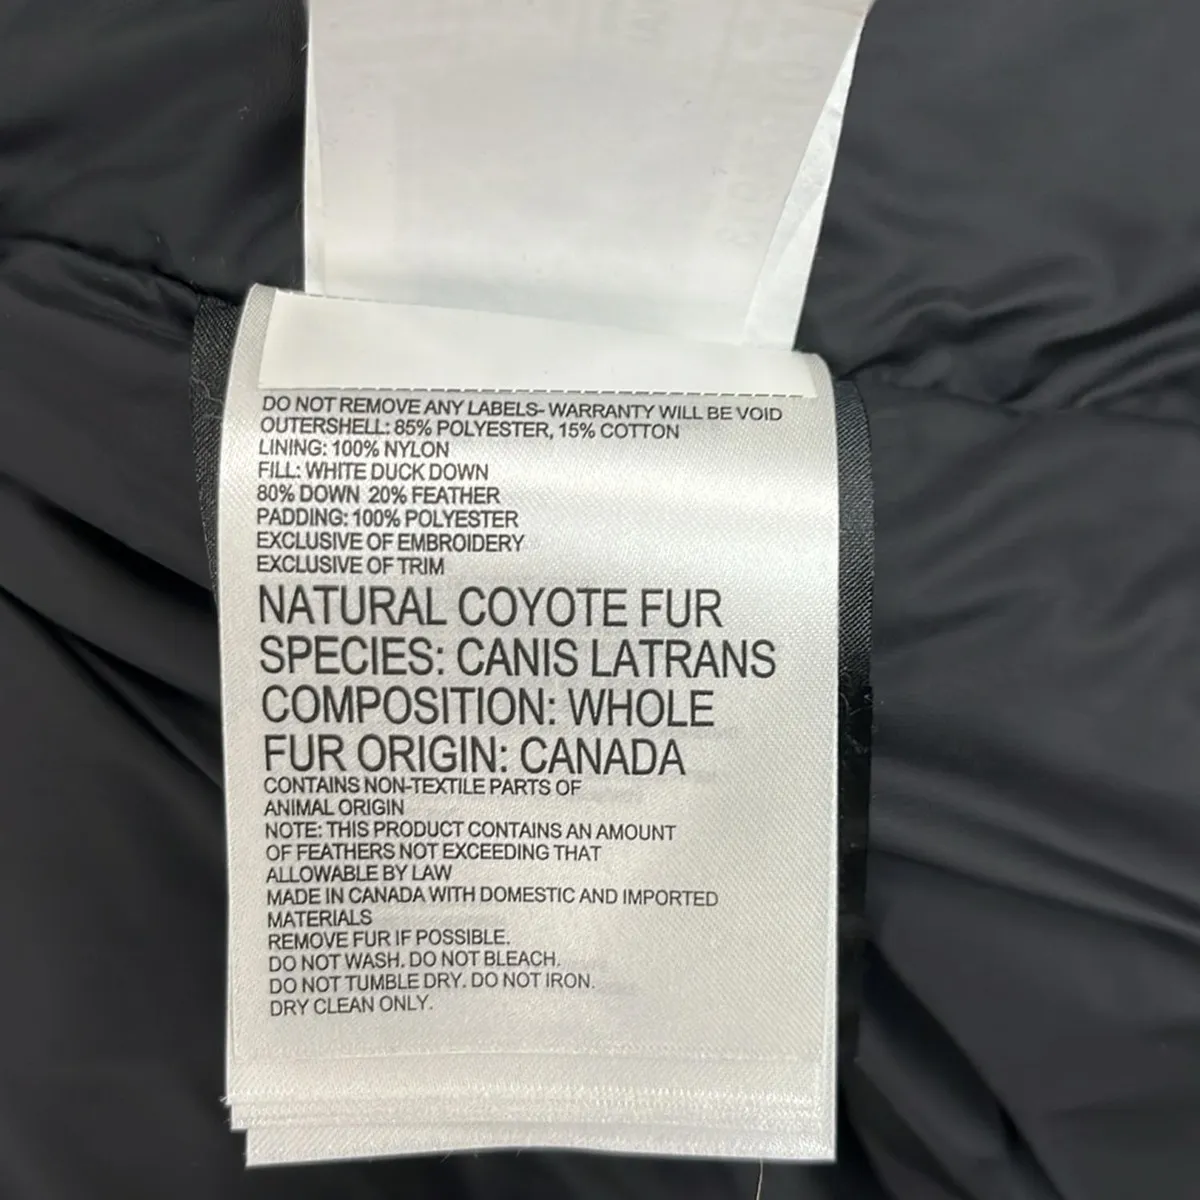 DO NOT REMOVE ANY LABELS- WARRANTY WILL BE VOID
OUTERSHELL: 85% POLYESTER, 15% COTTON
LINING: 100% NYLON
FILL: WHITE DUCK DOWN
80% DOWN 20% FEATHER
PADDING: 100% POLYESTER
EXCLUSIVE OF EMBROIDERY
EXCLUSIVE OF TRIM
NATURAL COYOTE FUR
SPECIES: CANIS LATRANS
COMPOSITION: WHOLE
FUR ORIGIN: CANADA
CONTAINS NON-TEXTILE PARTS OF
ANIMAL ORIGIN
NOTE: THIS PRODUCT CONTAINS AN AMOUNT
OF FEATHERS NOT EXCEEDING THAT
ALLOWABLE BY LAW
MADE IN CANADA WITH DOMESTIC AND IMPORTED
MATERIALS
REMOVE FUR IF POSSIBLE.
DO NOT WASH. DO NOT BLEACH.
DO NOT TUMBLE DRY. DO NOT IRON.
DRY CLEAN ONLY.